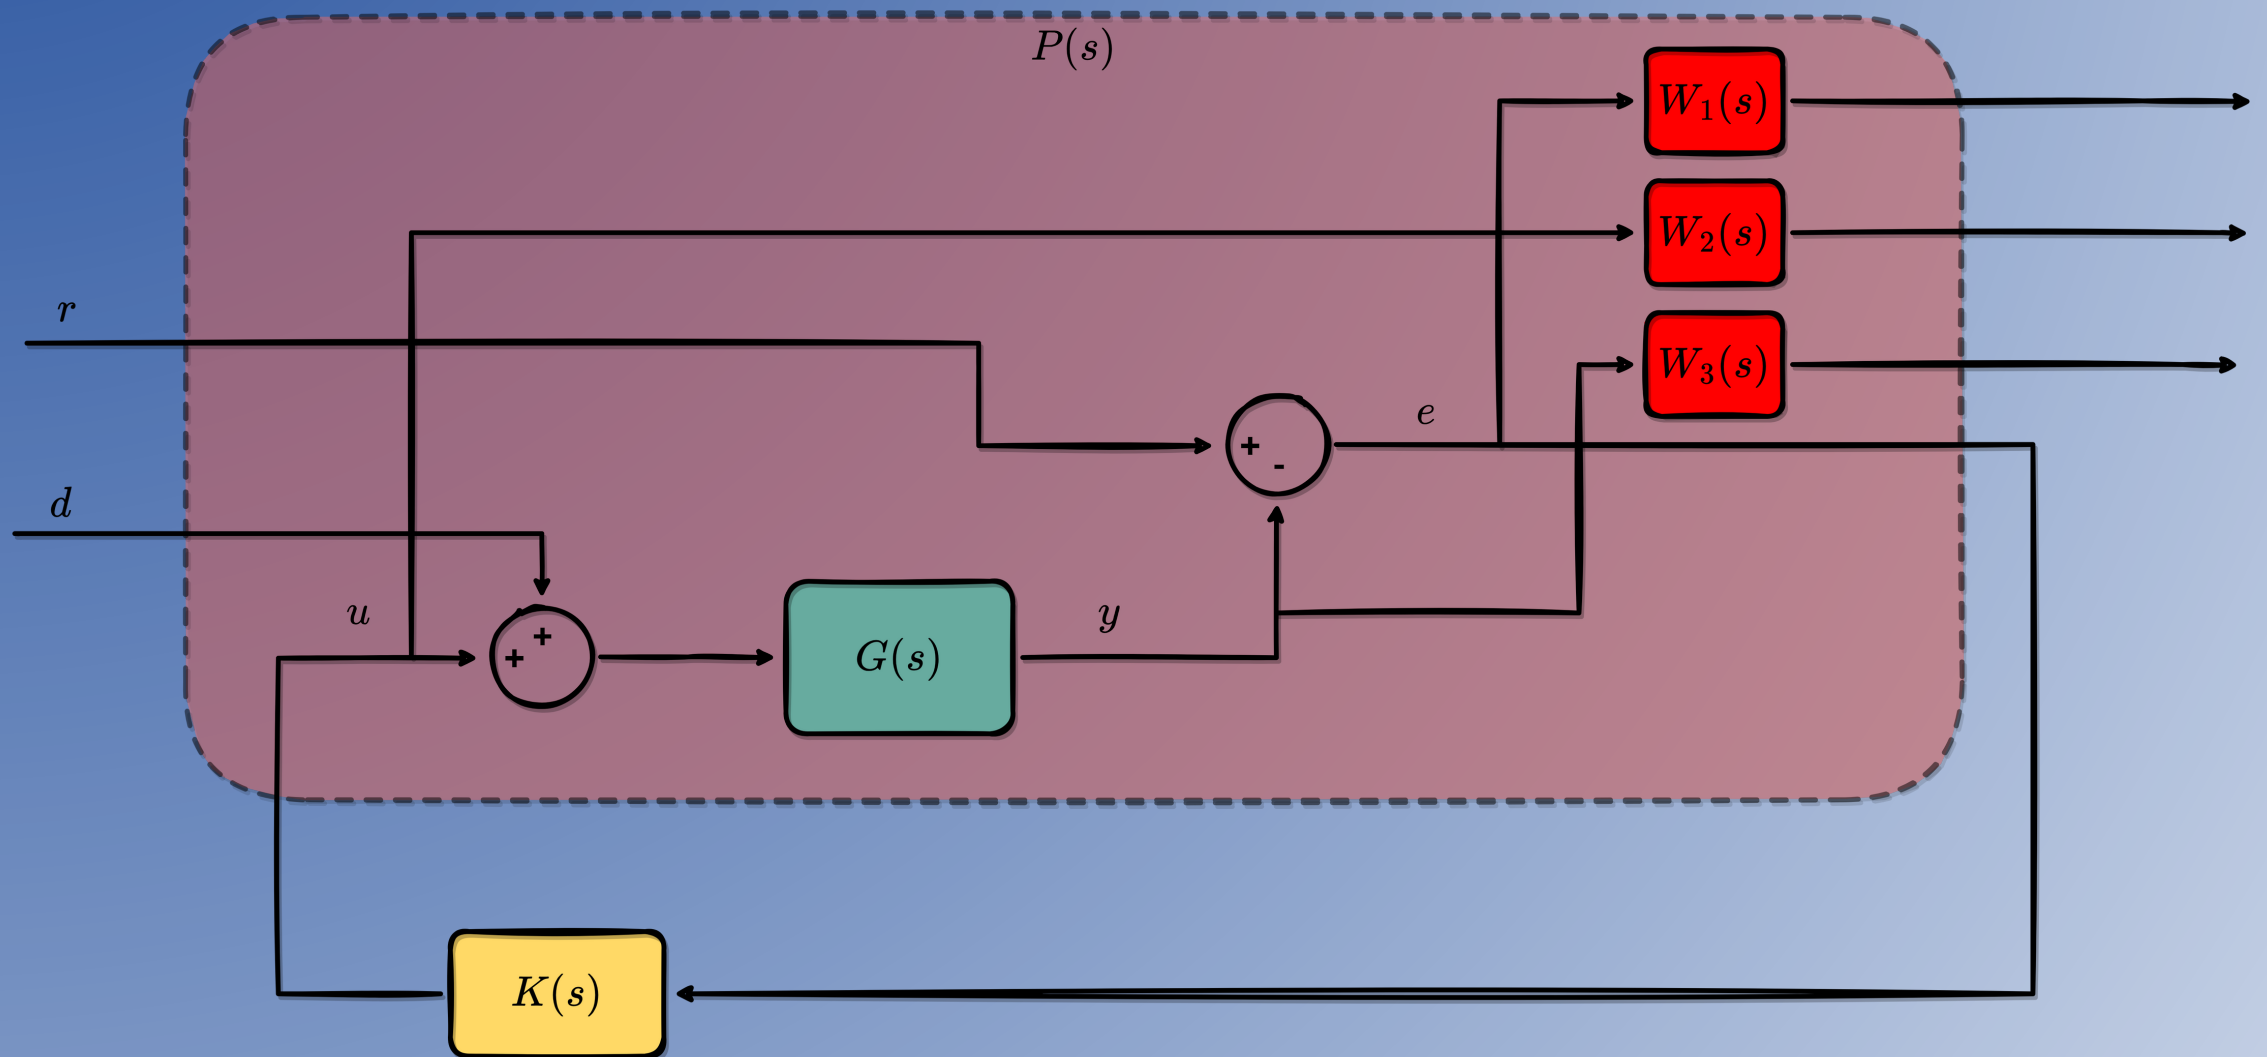 P(s)
W₁(s)
W₂(s)
r
W₃(s)
e
+
-
d
u
+
+
G(s)
y
K(s)